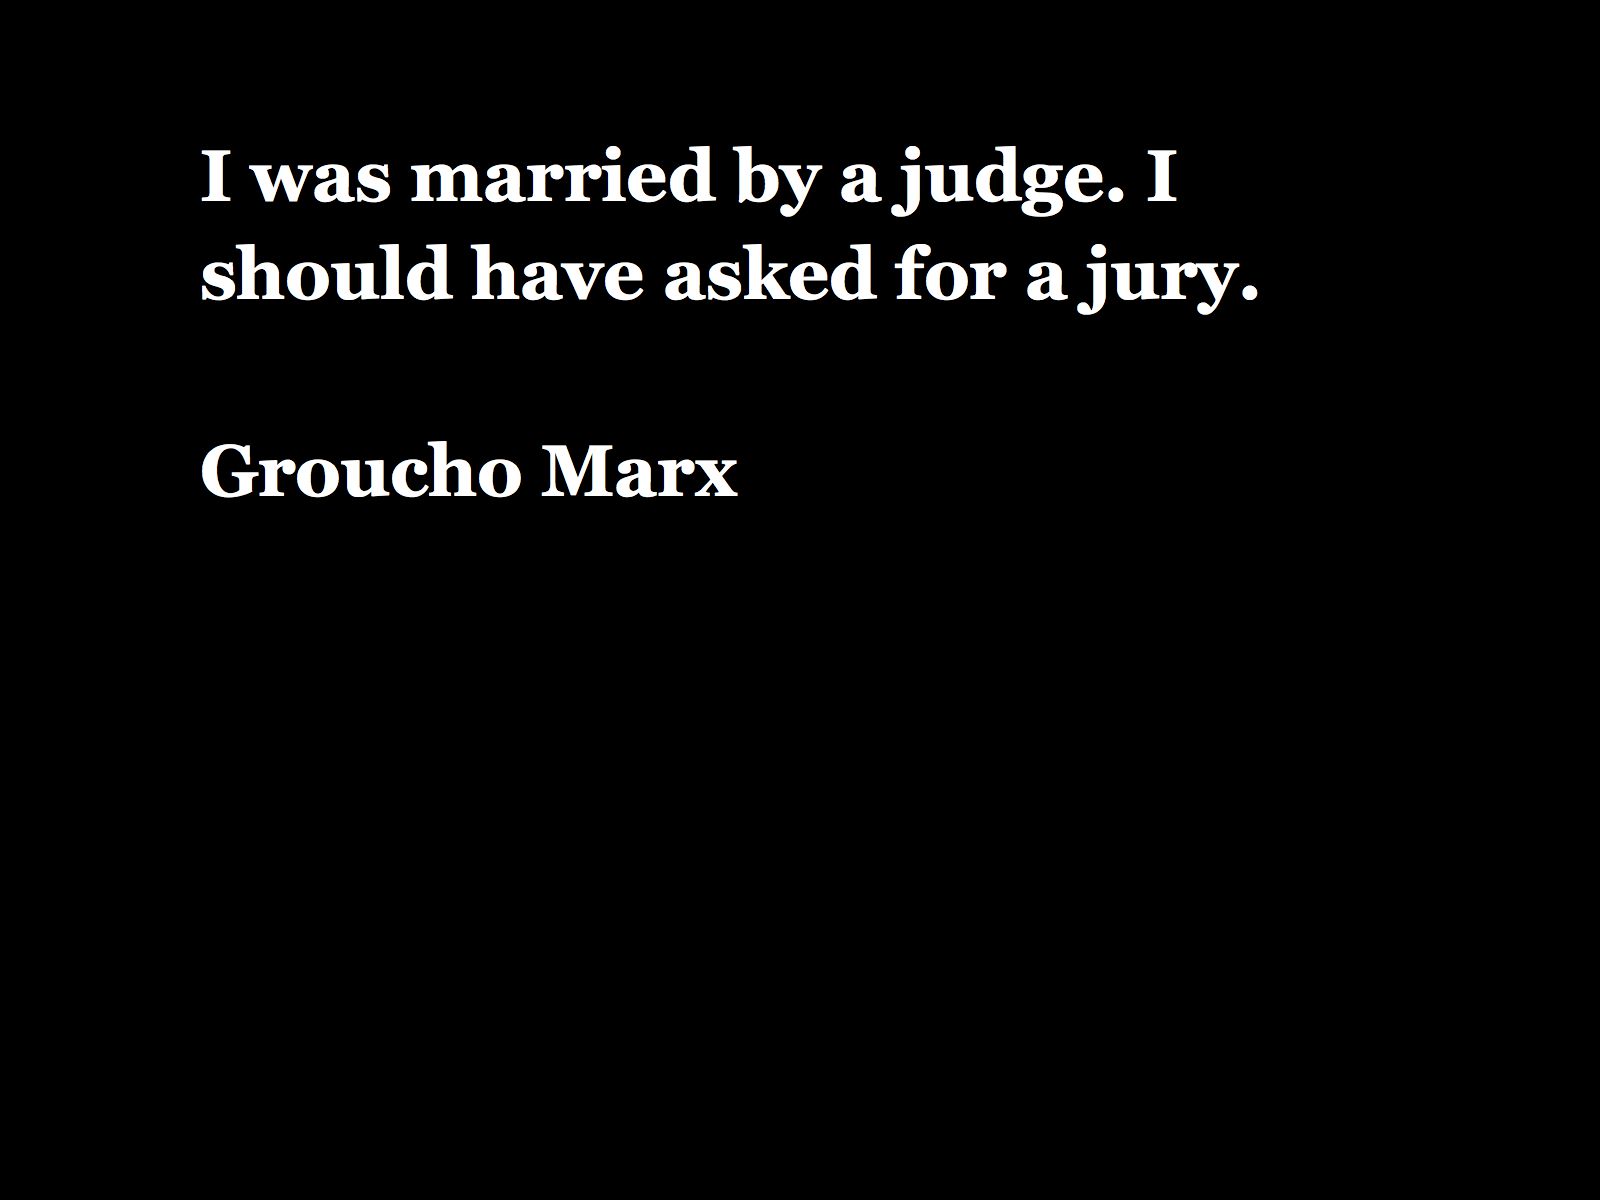 I was married by a judge. I
should have asked for a jury.
Groucho Marx